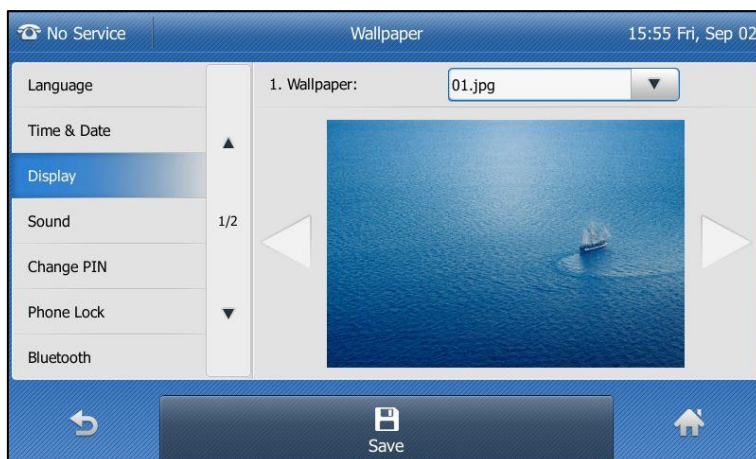 No Service
Wallpaper
15:55 Fri, Sep 02
Language
Time & Date
Display
Sound
Change PIN
Phone Lock
Bluetooth
1/2
1. Wallpaper:
01.jpg
Save